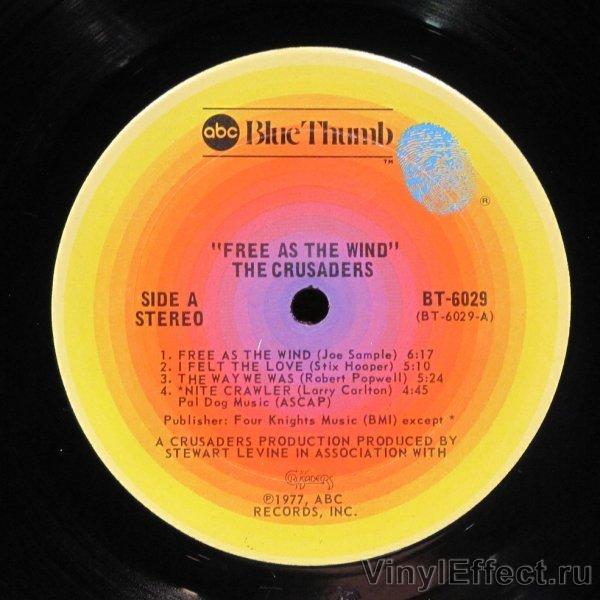 abc Blue Thumb
™
®
"FREE AS THE WIND"
THE CRUSADERS
SIDE A
STEREO
BT-6029
(BT-6029-A)
1. FREE AS THE WIND (Joe Sample) 6:17
2. I FELT THE LOVE (Stix Hooper) 5:10
3. THE WAY WE WAS (Robert Popwell) 5:24
4. *NITE CRAWLER (Larry Carlton) 4:45
Pal Dog Music (ASCAP)
Publisher: Four Knights Music (BMI) except *
A CRUSADERS PRODUCTION PRODUCED BY
STEWART LEVINE IN ASSOCIATION WITH
CRUSADERS
℗1977, ABC
RECORDS, INC.
VinylEffect.ru